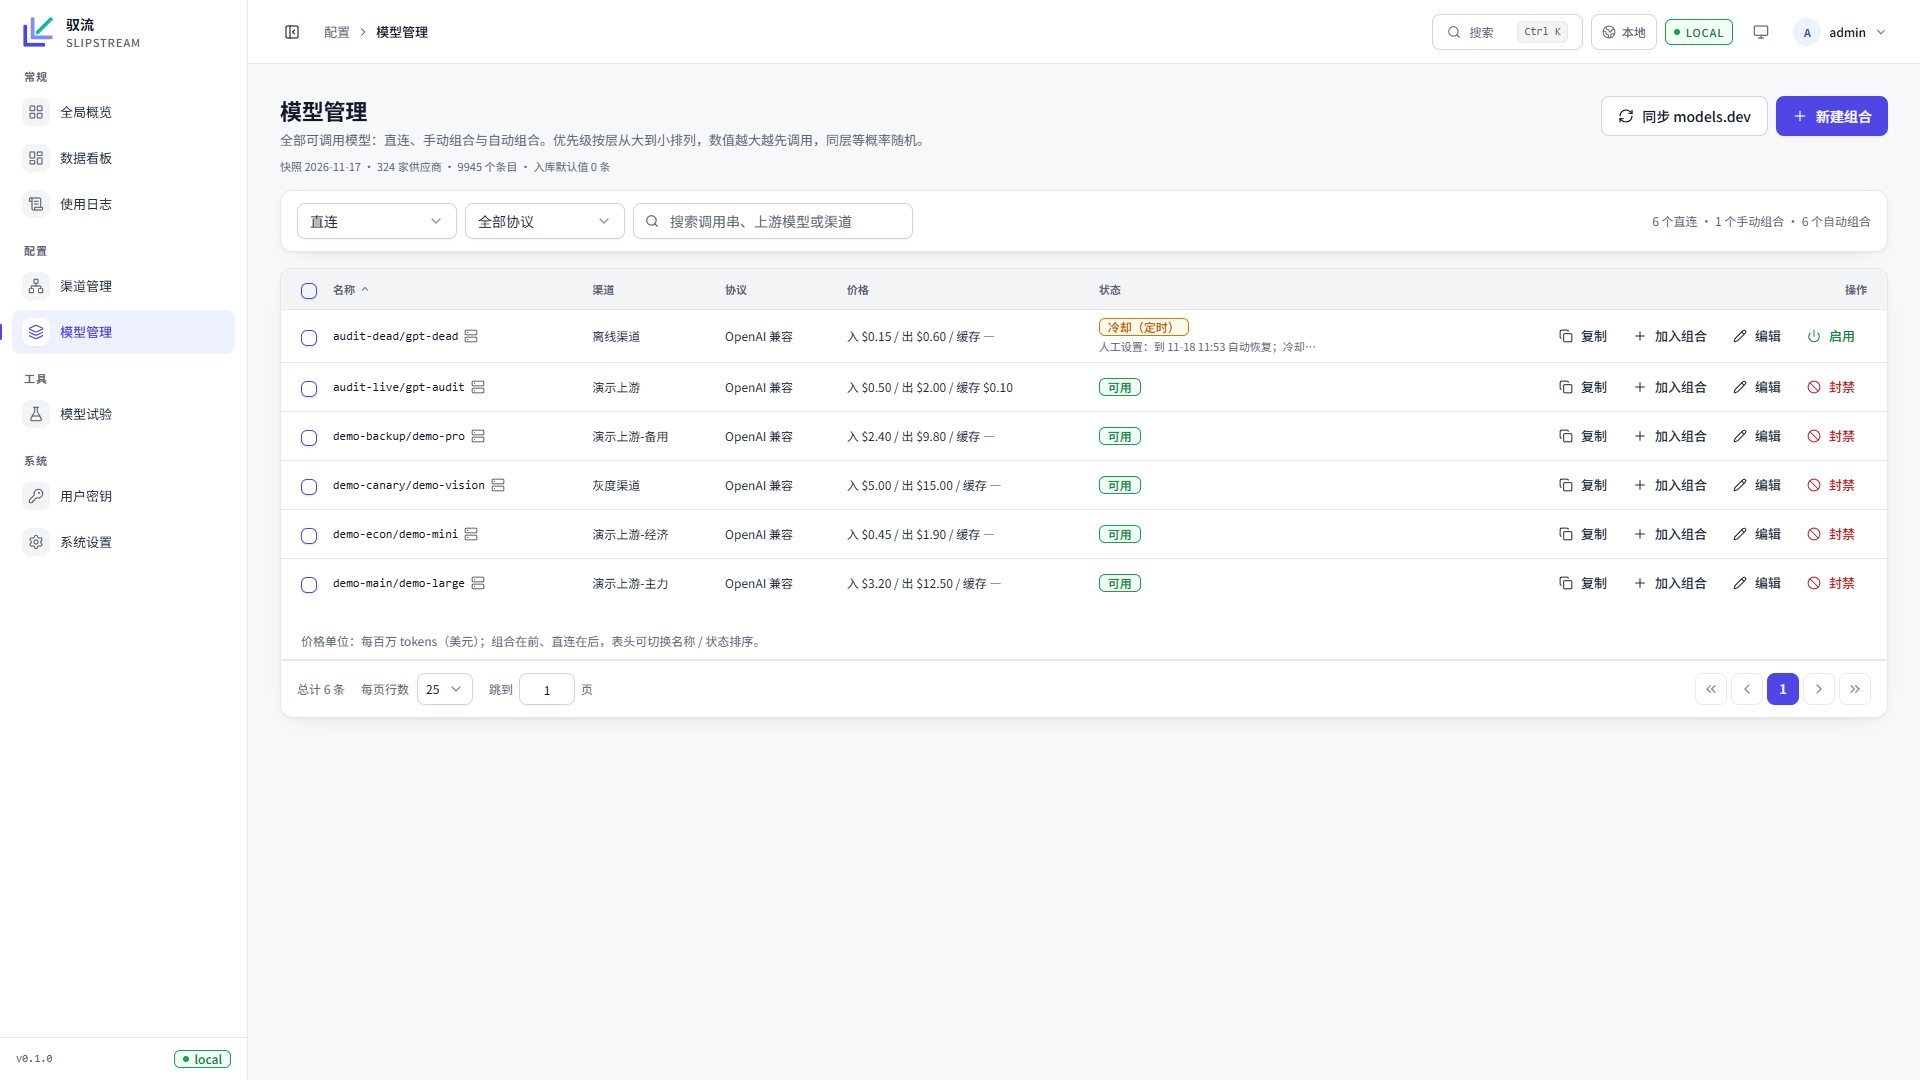 驭流
SLIPSTREAM
常规
全局概览
数据看板
使用日志
配置
渠道管理
模型管理
工具
模型试验
系统
用户密钥
系统设置
v0.1.0
local
配置 模型管理
搜索 Ctrl K 本地 LOCAL A admin
模型管理
全部可调用模型：直连、手动组合与自动组合。优先级按层从大到小排列，数值越大越先调用，同层等概率随机。
快照 2026-11-17 • 324 家供应商 • 9945 个条目 • 入库默认值 0 条
同步 models.dev 新建组合
直连 全部协议 搜索调用串、上游模型或渠道
6 个直连 • 1 个手动组合 • 6 个自动组合
名称 渠道 协议 价格 状态 操作
audit-dead/gpt-dead 离线渠道 OpenAI 兼容 入 $0.15 / 出 $0.60 / 缓存 — 冷却（定时） 复制 加入组合 编辑 启用
人工设置：到 11-18 11:53 自动恢复；冷却…
audit-live/gpt-audit 演示上游 OpenAI 兼容 入 $0.50 / 出 $2.00 / 缓存 $0.10 可用 复制 加入组合 编辑 封禁
demo-backup/demo-pro 演示上游-备用 OpenAI 兼容 入 $2.40 / 出 $9.80 / 缓存 — 可用 复制 加入组合 编辑 封禁
demo-canary/demo-vision 灰度渠道 OpenAI 兼容 入 $5.00 / 出 $15.00 / 缓存 — 可用 复制 加入组合 编辑 封禁
demo-econ/demo-mini 演示上游-经济 OpenAI 兼容 入 $0.45 / 出 $1.90 / 缓存 — 可用 复制 加入组合 编辑 封禁
demo-main/demo-large 演示上游-主力 OpenAI 兼容 入 $3.20 / 出 $12.50 / 缓存 — 可用 复制 加入组合 编辑 封禁
价格单位：每百万 tokens（美元）；组合在前、直连在后，表头可切换名称 / 状态排序。
总计 6 条 每页行数 25 跳到 1 页
1